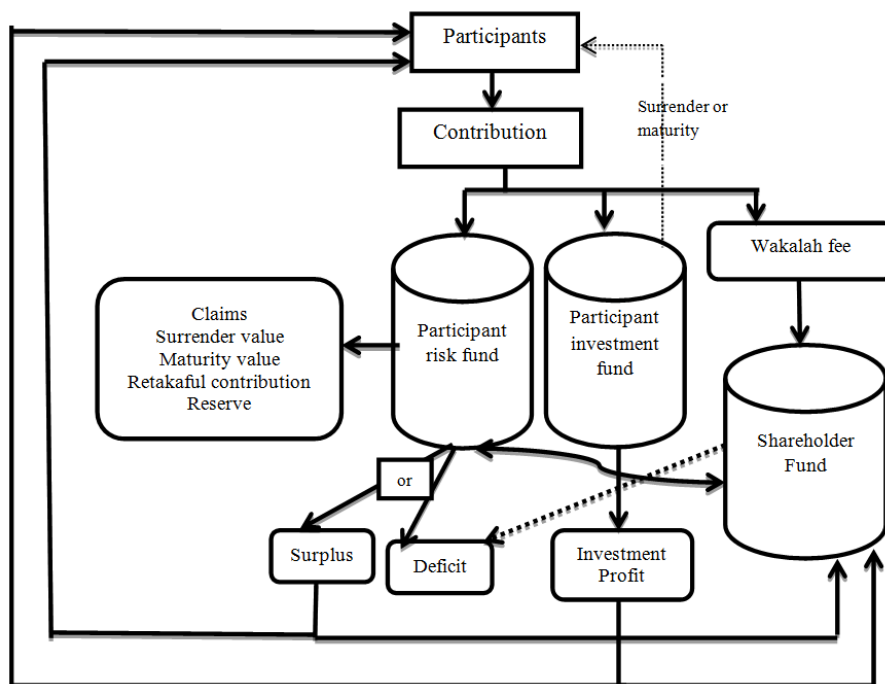 Participants
Surrender or
maturity
Contribution
Wakalah fee
Claims
Surrender value
Maturity value
Retakaful contribution
Reserve
Participant
risk fund
Participant
investment
fund
Shareholder
Fund
or
Surplus
Deficit
Investment
Profit